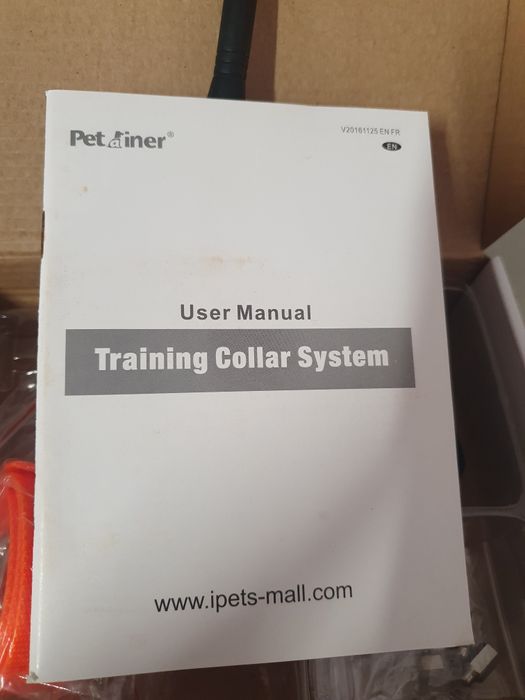 Petrainer®
V20161125 EN FR
EN
User Manual
Training Collar System
www.ipets-mall.com